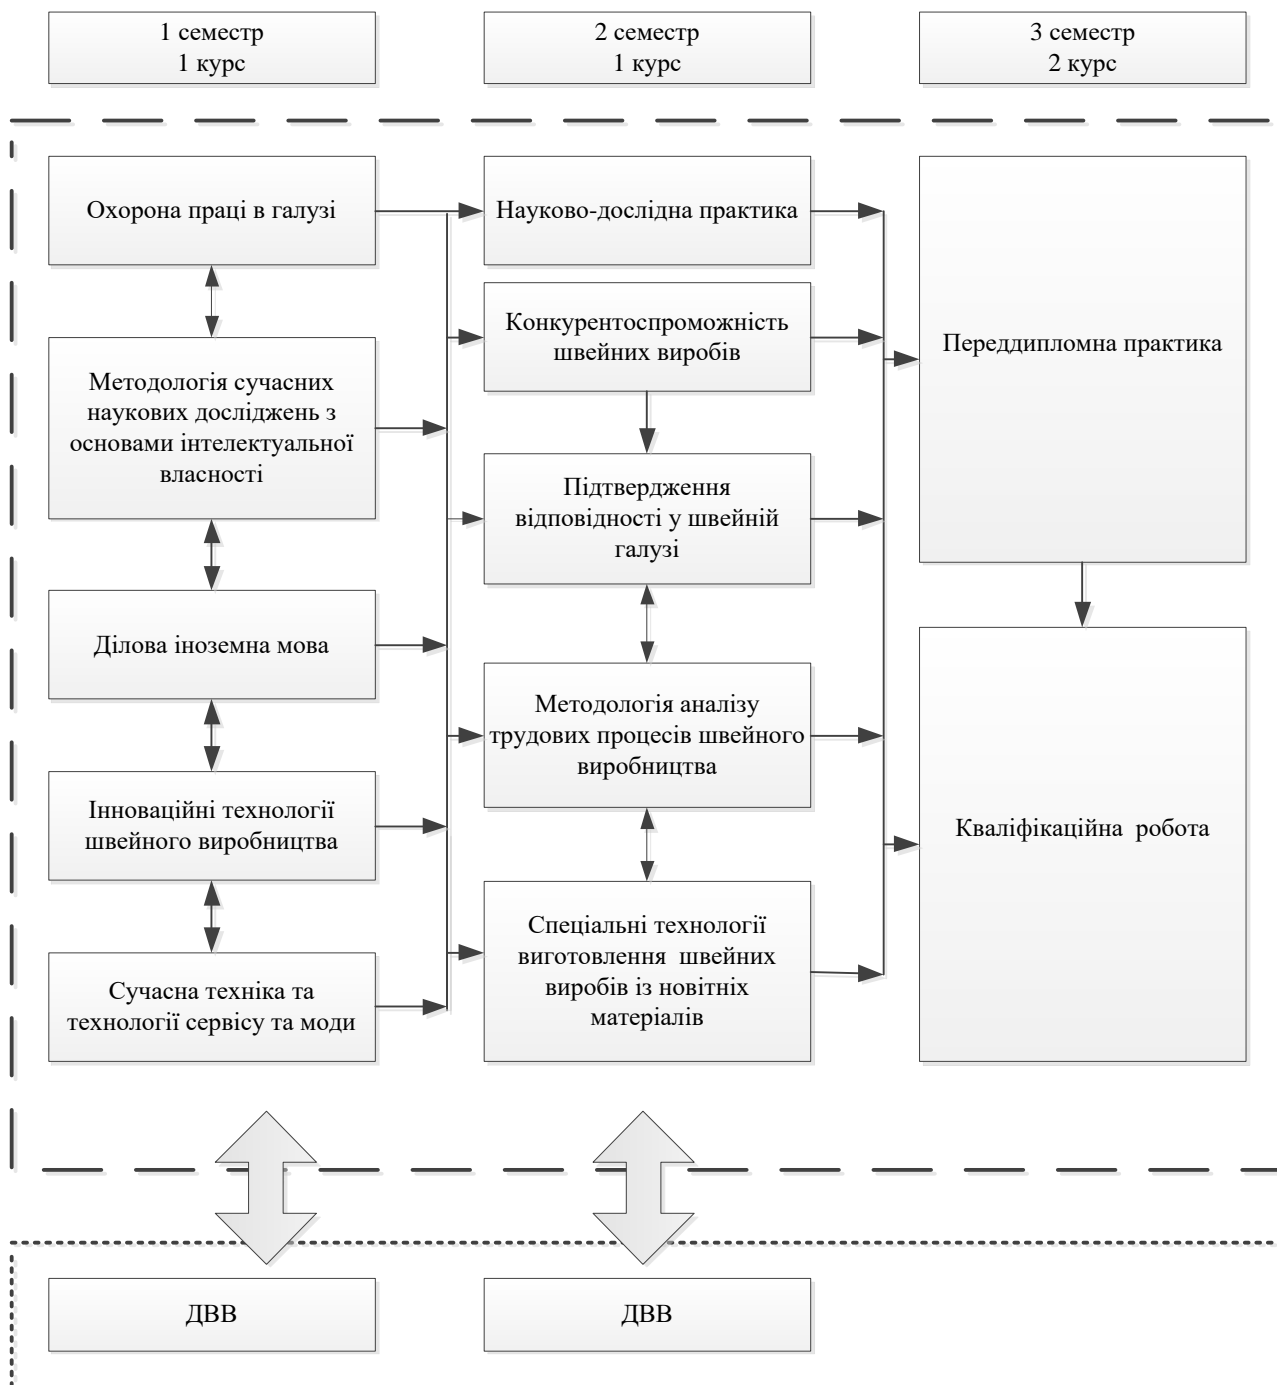 1 семестр
1 курс
2 семестр
1 курс
3 семестр
2 курс
Охорона праці в галузі
Методологія сучасних
наукових досліджень з
основами інтелектуальної
власності
Ділова іноземна мова
Інноваційні технології
швейного виробництва
Сучасна техніка та
технології сервісу та моди
Науково-дослідна практика
Конкурентоспроможність
швейних виробів
Підтвердження
відповідності у швейній
галузі
Методологія аналізу
трудових процесів швейного
виробництва
Спеціальні технології
виготовлення  швейних
виробів із новітніх
матеріалів
Переддипломна практика
Кваліфікаційна  робота
ДВВ
ДВВ